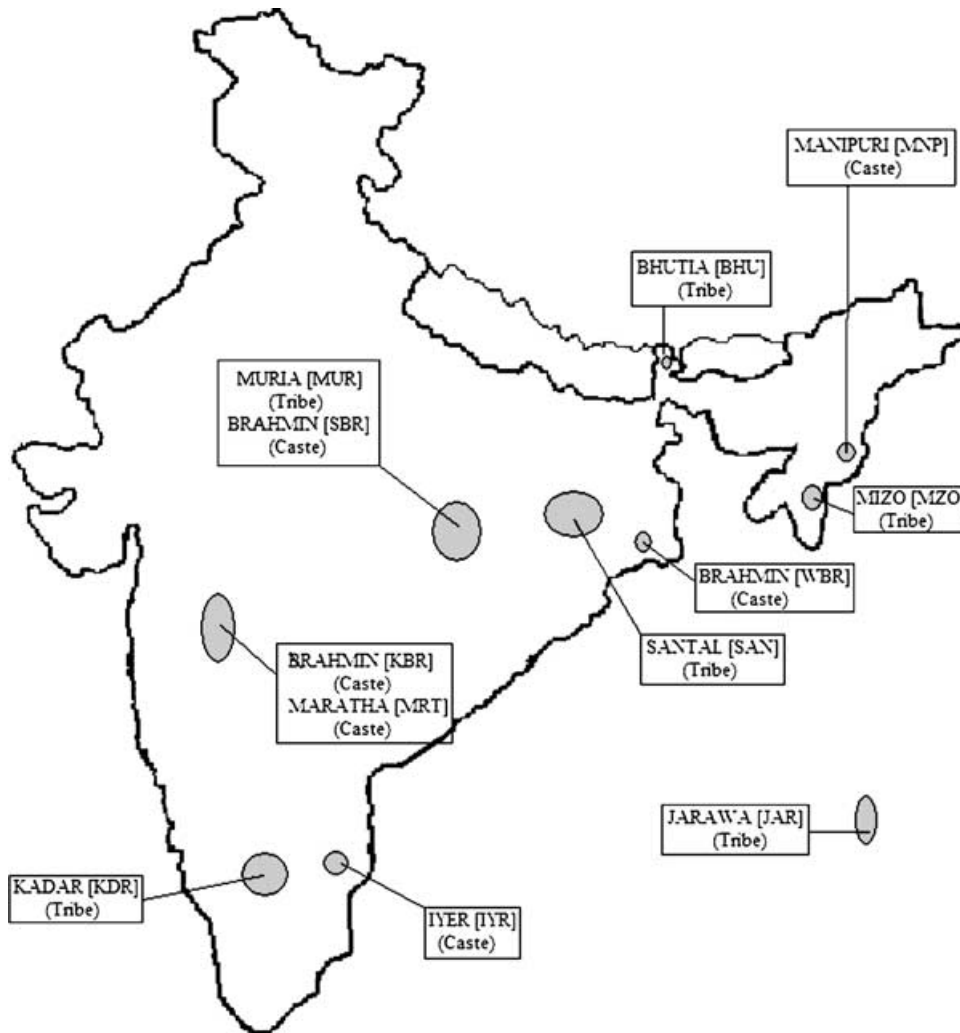 MANIPURI [MNP]
(Caste)
BHUTIA [BHU]
(Tribe)
MURIA [MUR]
(Tribe)
BRAHMIN [SBR]
(Caste)
MIZO [MZO
(Tribe)
BRAHMIN [WBR]
(Caste)
SANTAL [SAN]
(Tribe)
BRAHMIN [KBR]
(Caste)
MARATHA [MRT]
(Caste)
JARAWA [JAR]
(Tribe)
KADAR [KDR]
(Tribe)
IYER [IYR]
(Caste)